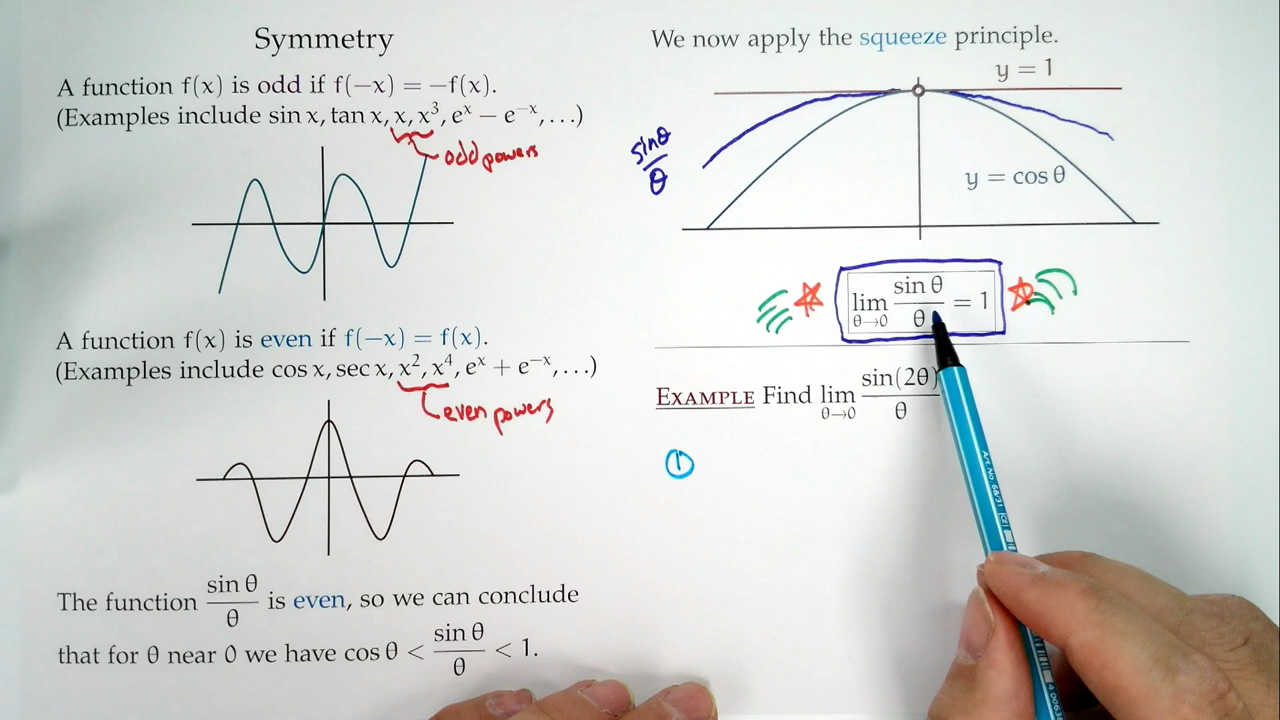 Symmetry
A function f(x) is odd if f(−x) = −f(x).
(Examples include sin x, tan x, x, x³, eˣ − e⁻ˣ, …)
odd powers
A function f(x) is even if f(−x) = f(x).
(Examples include cos x, sec x, x², x⁴, eˣ + e⁻ˣ, …)
even powers
The function sin θ / θ is even, so we can conclude
that for θ near 0 we have cos θ < sin θ / θ < 1.
We now apply the squeeze principle.
y = 1
sin θ / θ
y = cos θ
lim θ→0 sin θ / θ = 1
EXAMPLE Find lim θ→0 sin(2θ) / θ
①